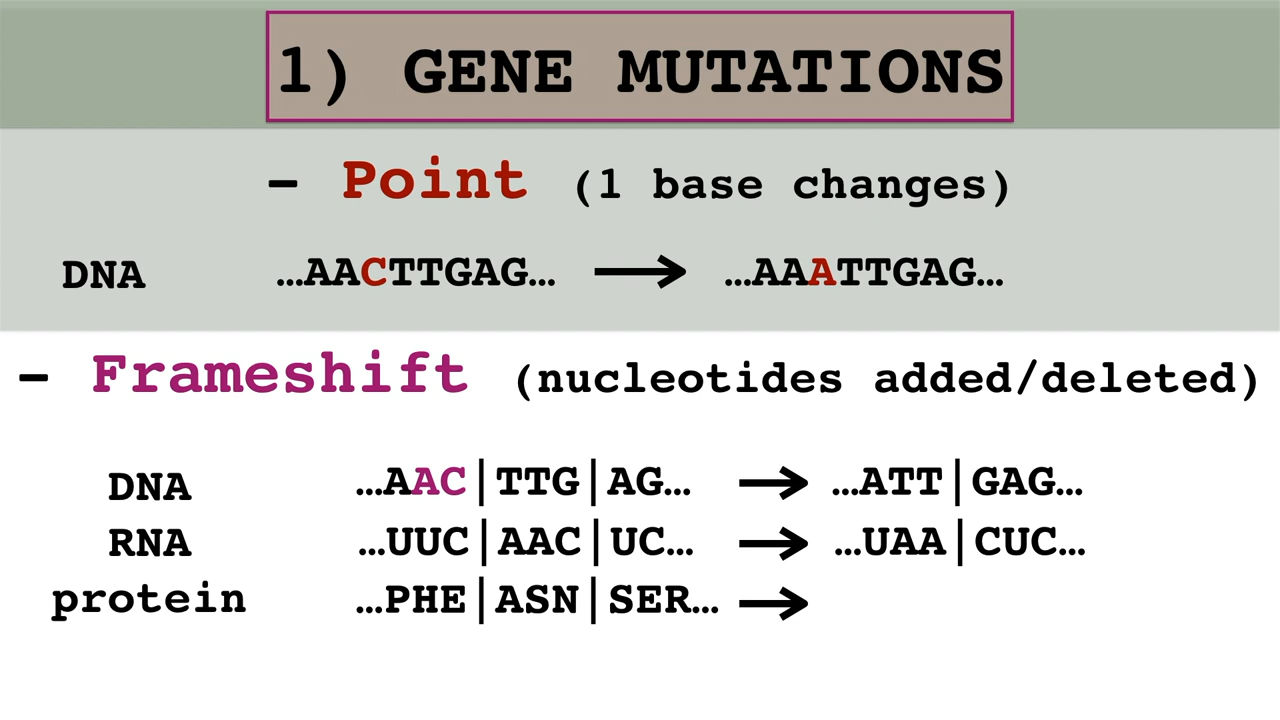 1) GENE MUTATIONS
- Point (1 base changes)
DNA …AACTTGAG… → …AAATTGAG…
- Frameshift (nucleotides added/deleted)
DNA …AAC|TTG|AG… → …ATT|GAG…
RNA …UUC|AAC|UC… → …UAA|CUC…
protein …PHE|ASN|SER… →